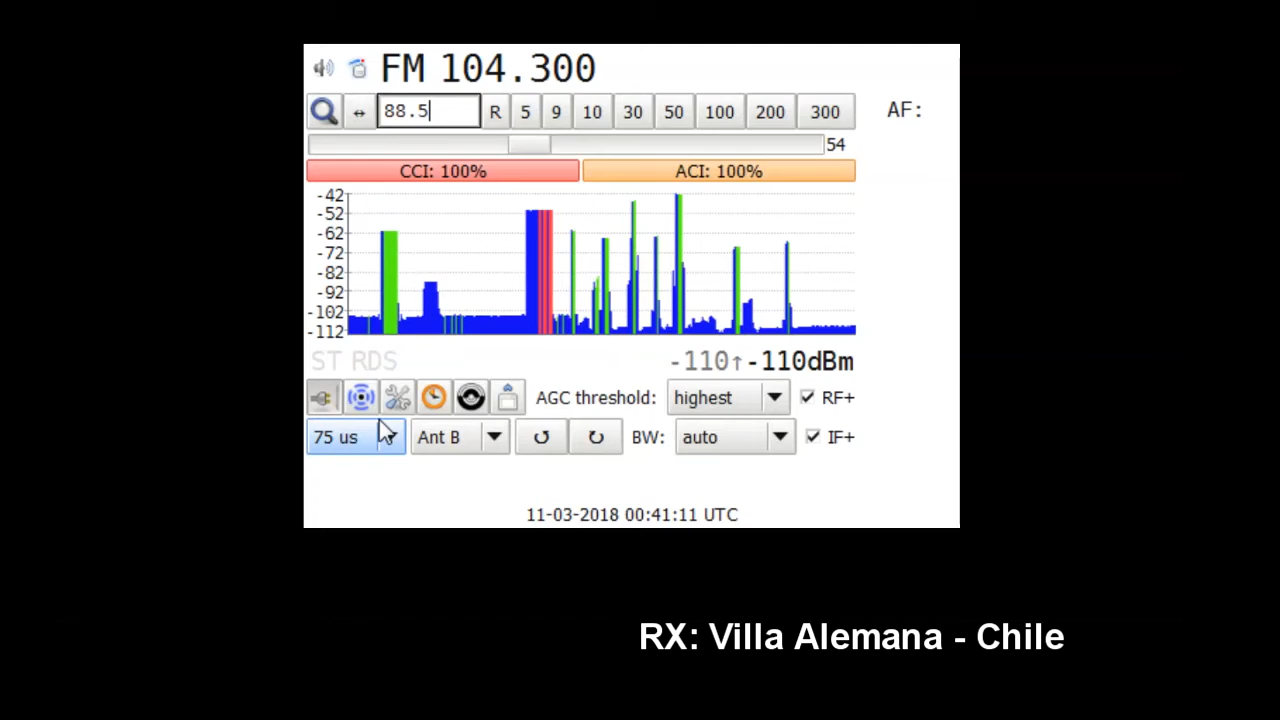 FM 104.300
88.5 R 5 9 10 30 50 100 200 300 AF:
54
CCI: 100% ACI: 100%
-42
-52
-62
-72
-82
-92
-102
-112
ST RDS -110↑-110dBm
AGC threshold: highest RF+
75 us Ant B ↺ ↻ BW: auto IF+
11-03-2018 00:41:11 UTC
RX: Villa Alemana - Chile